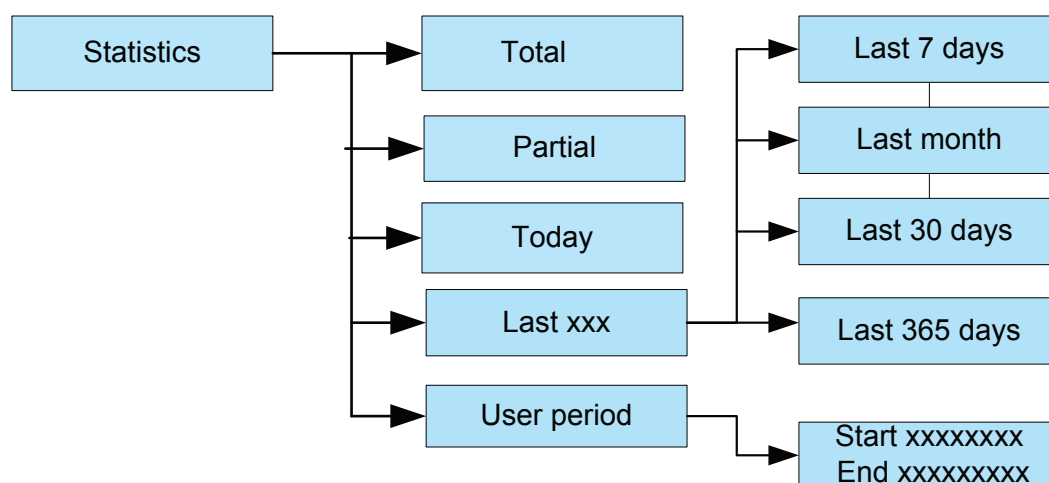 Statistics
Total
Partial
Today
Last xxx
User period
Last 7 days
Last month
Last 30 days
Last 365 days
Start xxxxxxxx
End xxxxxxxxx